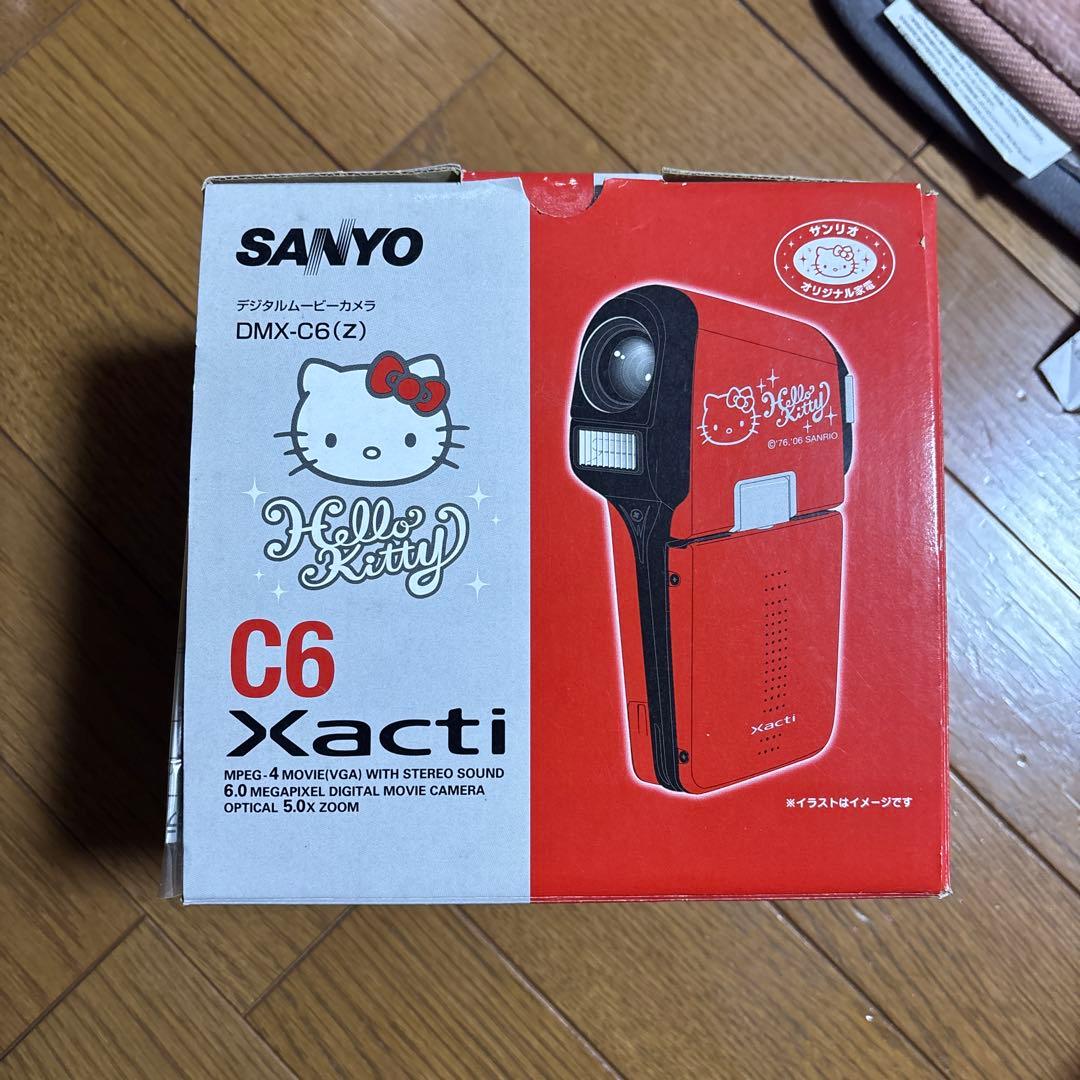 SANYO
デジタルムービーカメラ
DMX-C6(Z)
Hello
Kitty
C6
Xacti
MPEG-4 MOVIE(VGA) WITH STEREO SOUND
6.0 MEGAPIXEL DIGITAL MOVIE CAMERA
OPTICAL 5.0X ZOOM
サンリオ
オリジナル家電
Hello
Kitty
©'76,'06 SANRIO
Xacti
※イラストはイメージです